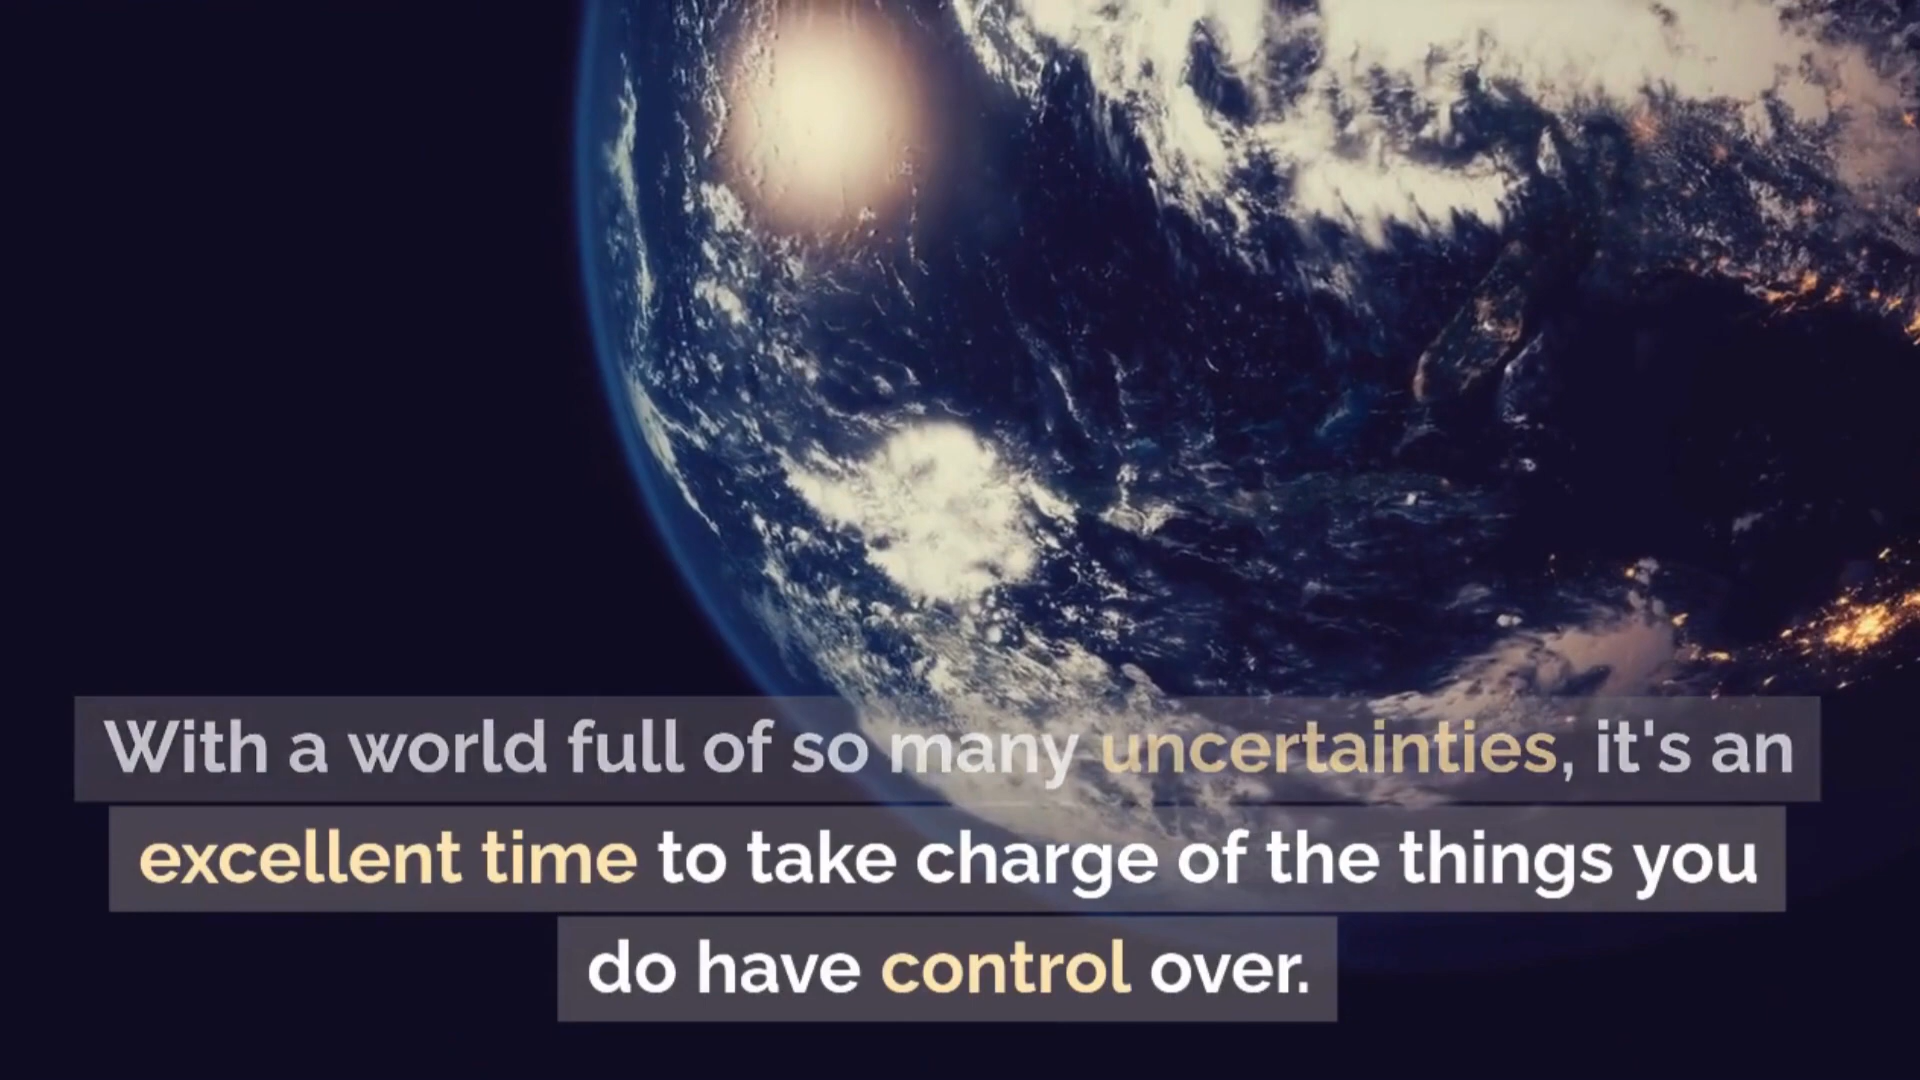 With a world full of so many uncertainties, it's an
excellent time to take charge of the things you
do have control over.